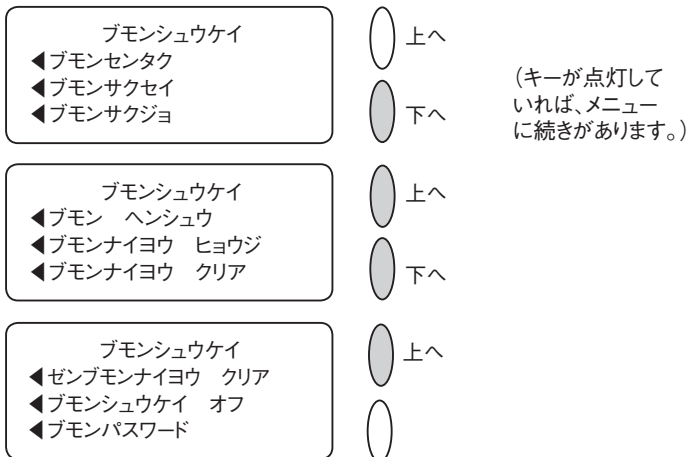 ブモンシュウケイ
◀ブモンセンタク
◀ブモンサクセイ
◀ブモンサクジョ
上へ
下へ
(キーが点灯して
いれば、メニュー
に続きがあります。)
ブモンシュウケイ
◀ブモン　ヘンシュウ
◀ブモンナイヨウ　ヒョウジ
◀ブモンナイヨウ　クリア
上へ
下へ
ブモンシュウケイ
◀ゼンブモンナイヨウ　クリア
◀ブモンシュウケイ　オフ
◀ブモンパスワード
上へ